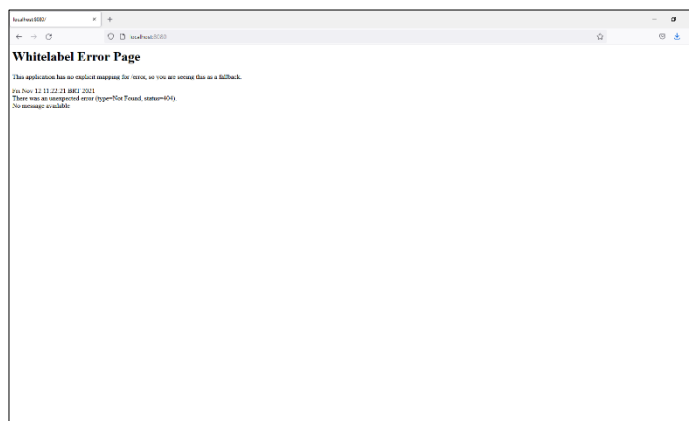 localhost:8080/
localhost:8080
Whitelabel Error Page
This application has no explicit mapping for /error, so you are seeing this as a fallback.
Fri Nov 12 11:22:21 BRT 2021
There was an unexpected error (type=Not Found, status=404).
No message available